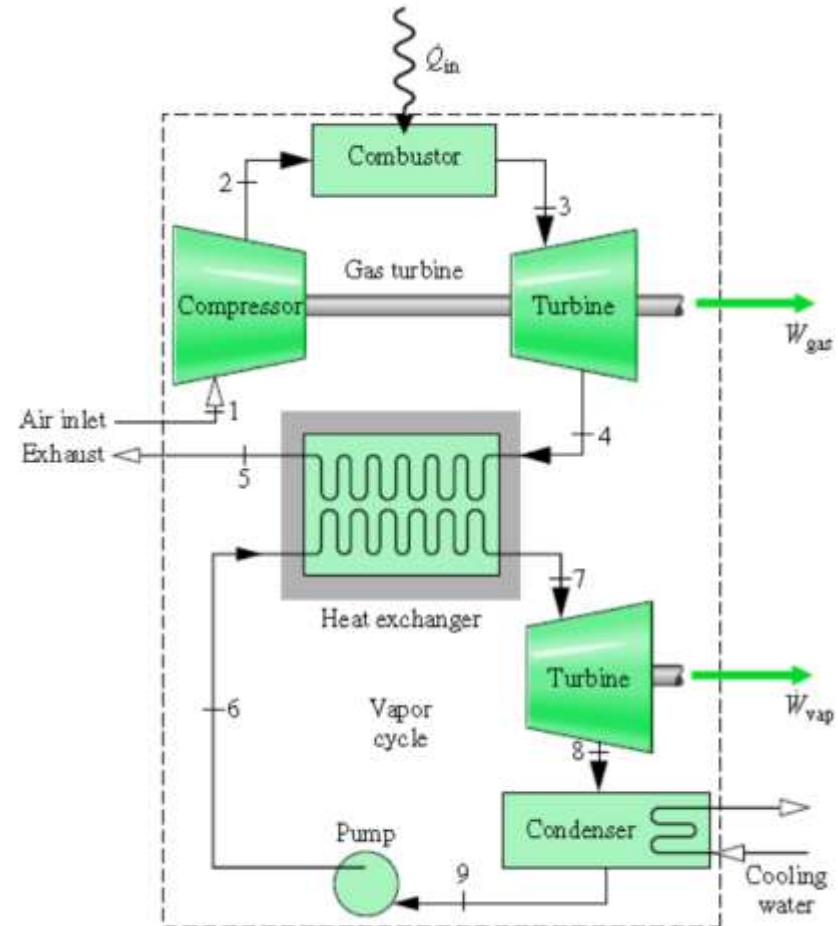 Q̇in
Combustor
2
3
Gas turbine
Compressor
Turbine
Ẇgas
Air inlet
1
4
Exhaust
5
7
Heat exchanger
Turbine
6
Vapor
cycle
Ẇvap
8
Pump
Condenser
9
Cooling
water